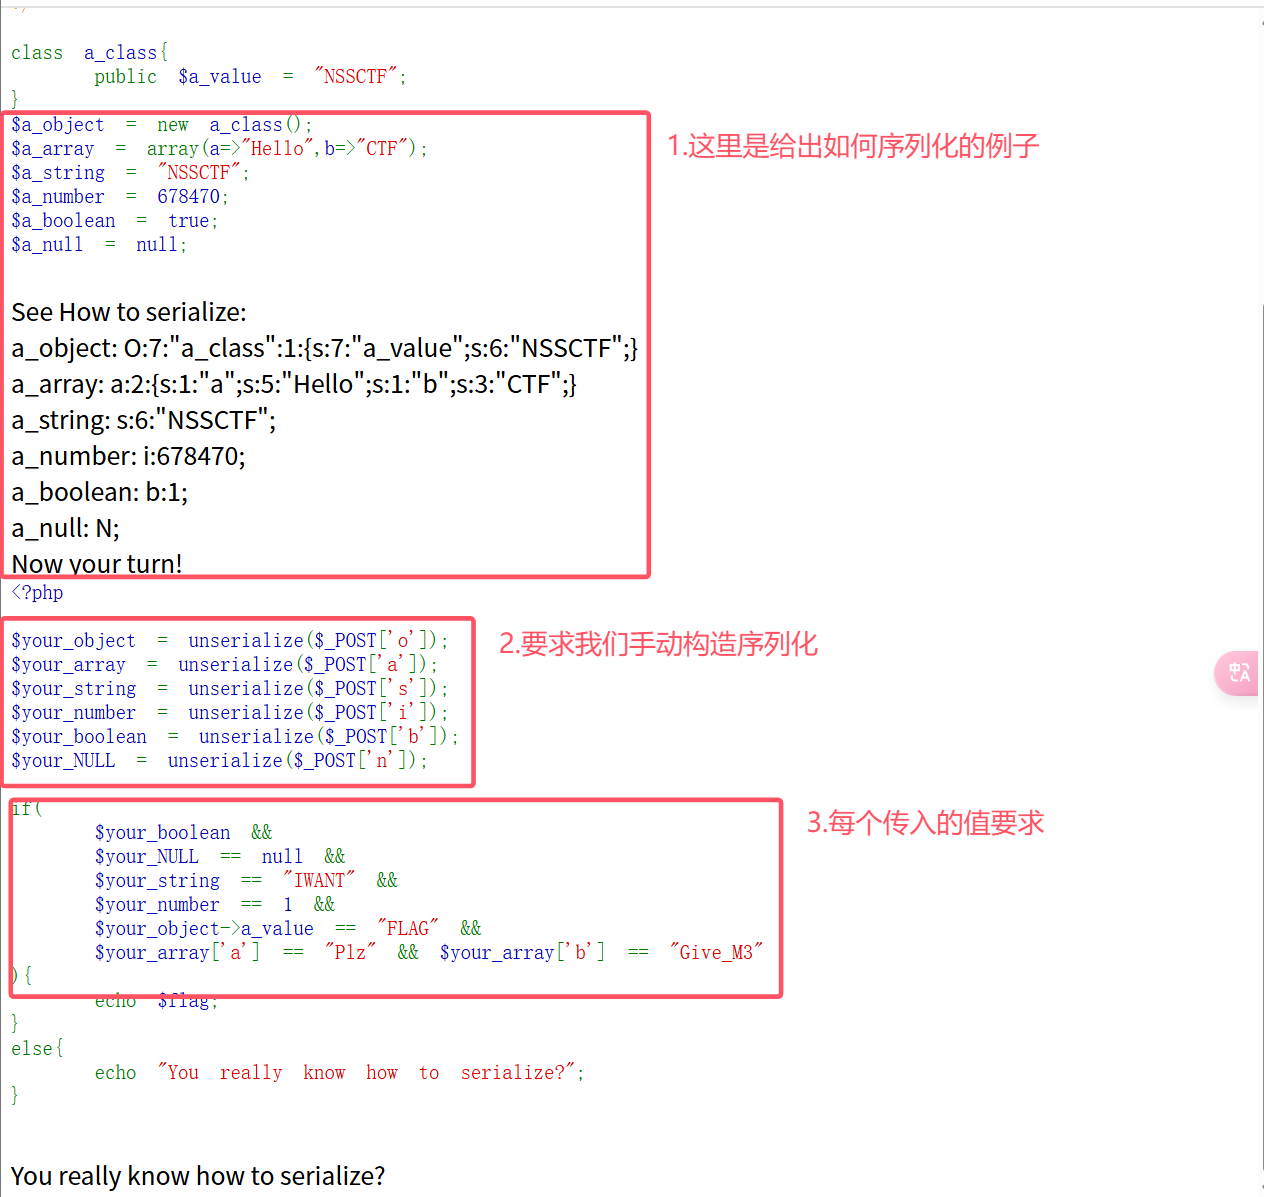 class a_class{
public $a_value = "NSSCTF";
}
$a_object = new a_class();
$a_array = array(a=>"Hello",b=>"CTF");
$a_string = "NSSCTF";
$a_number = 678470;
$a_boolean = true;
$a_null = null;
1.这里是给出如何序列化的例子
See How to serialize:
a_object: O:7:"a_class":1:{s:7:"a_value";s:6:"NSSCTF";}
a_array: a:2:{s:1:"a";s:5:"Hello";s:1:"b";s:3:"CTF";}
a_string: s:6:"NSSCTF";
a_number: i:678470;
a_boolean: b:1;
a_null: N;
Now your turn!
<?php
$your_object = unserialize($_POST['o']);
$your_array = unserialize($_POST['a']);
$your_string = unserialize($_POST['s']);
$your_number = unserialize($_POST['i']);
$your_boolean = unserialize($_POST['b']);
$your_NULL = unserialize($_POST['n']);
2.要求我们手动构造序列化
if(
$your_boolean &&
$your_NULL == null &&
$your_string == "IWANT" &&
$your_number == 1 &&
$your_object->a_value == "FLAG" &&
$your_array['a'] == "Plz" && $your_array['b'] == "Give_M3"
){
3.每个传入的值要求
echo $flag;
}
else{
echo "You really know how to serialize?";
}
You really know how to serialize?